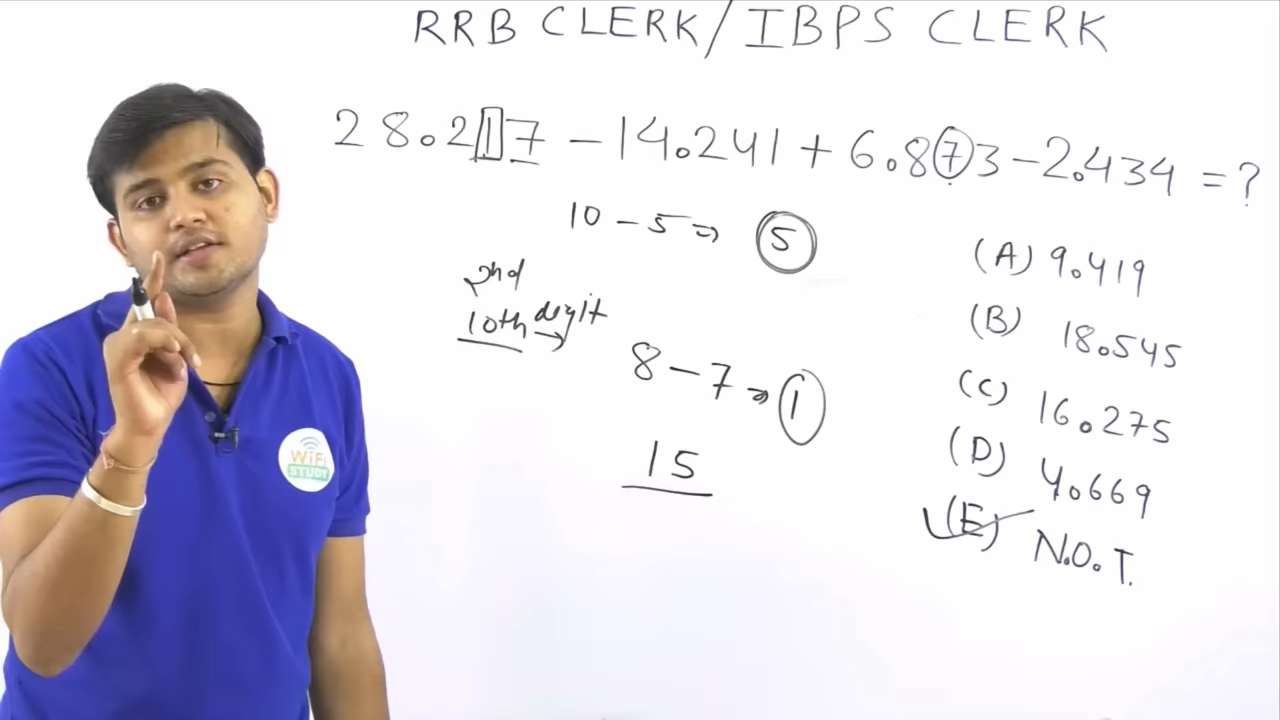 RRB CLERK/IBPS CLERK
28.217 – 14.241 + 6.873 – 2.434 = ?
10 – 5 ⇒ 5
(A) 9.419
2nd
10th digit →
(B) 18.545
8 – 7 ⇒ 1
(C) 16.275
15
(D) 4.669
(E) N.O.T.
WiFi
STUDY